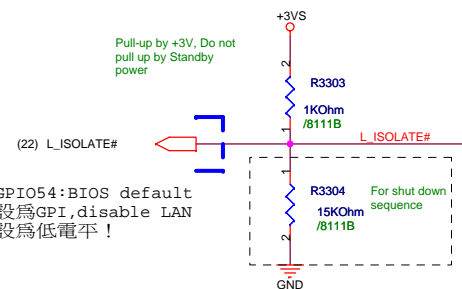 +3VS
Pull-up by +3V, Do not
pull up by Standby
power
2
R3303
1KOhm
/8111B
1
(22) L_ISOLATE#
L_ISOLATE#
1
GPIO54:BIOS default
設爲GPI,disable LAN
設爲低電平！
R3304
15KOhm
/8111B
2
For shut down
sequence
GND